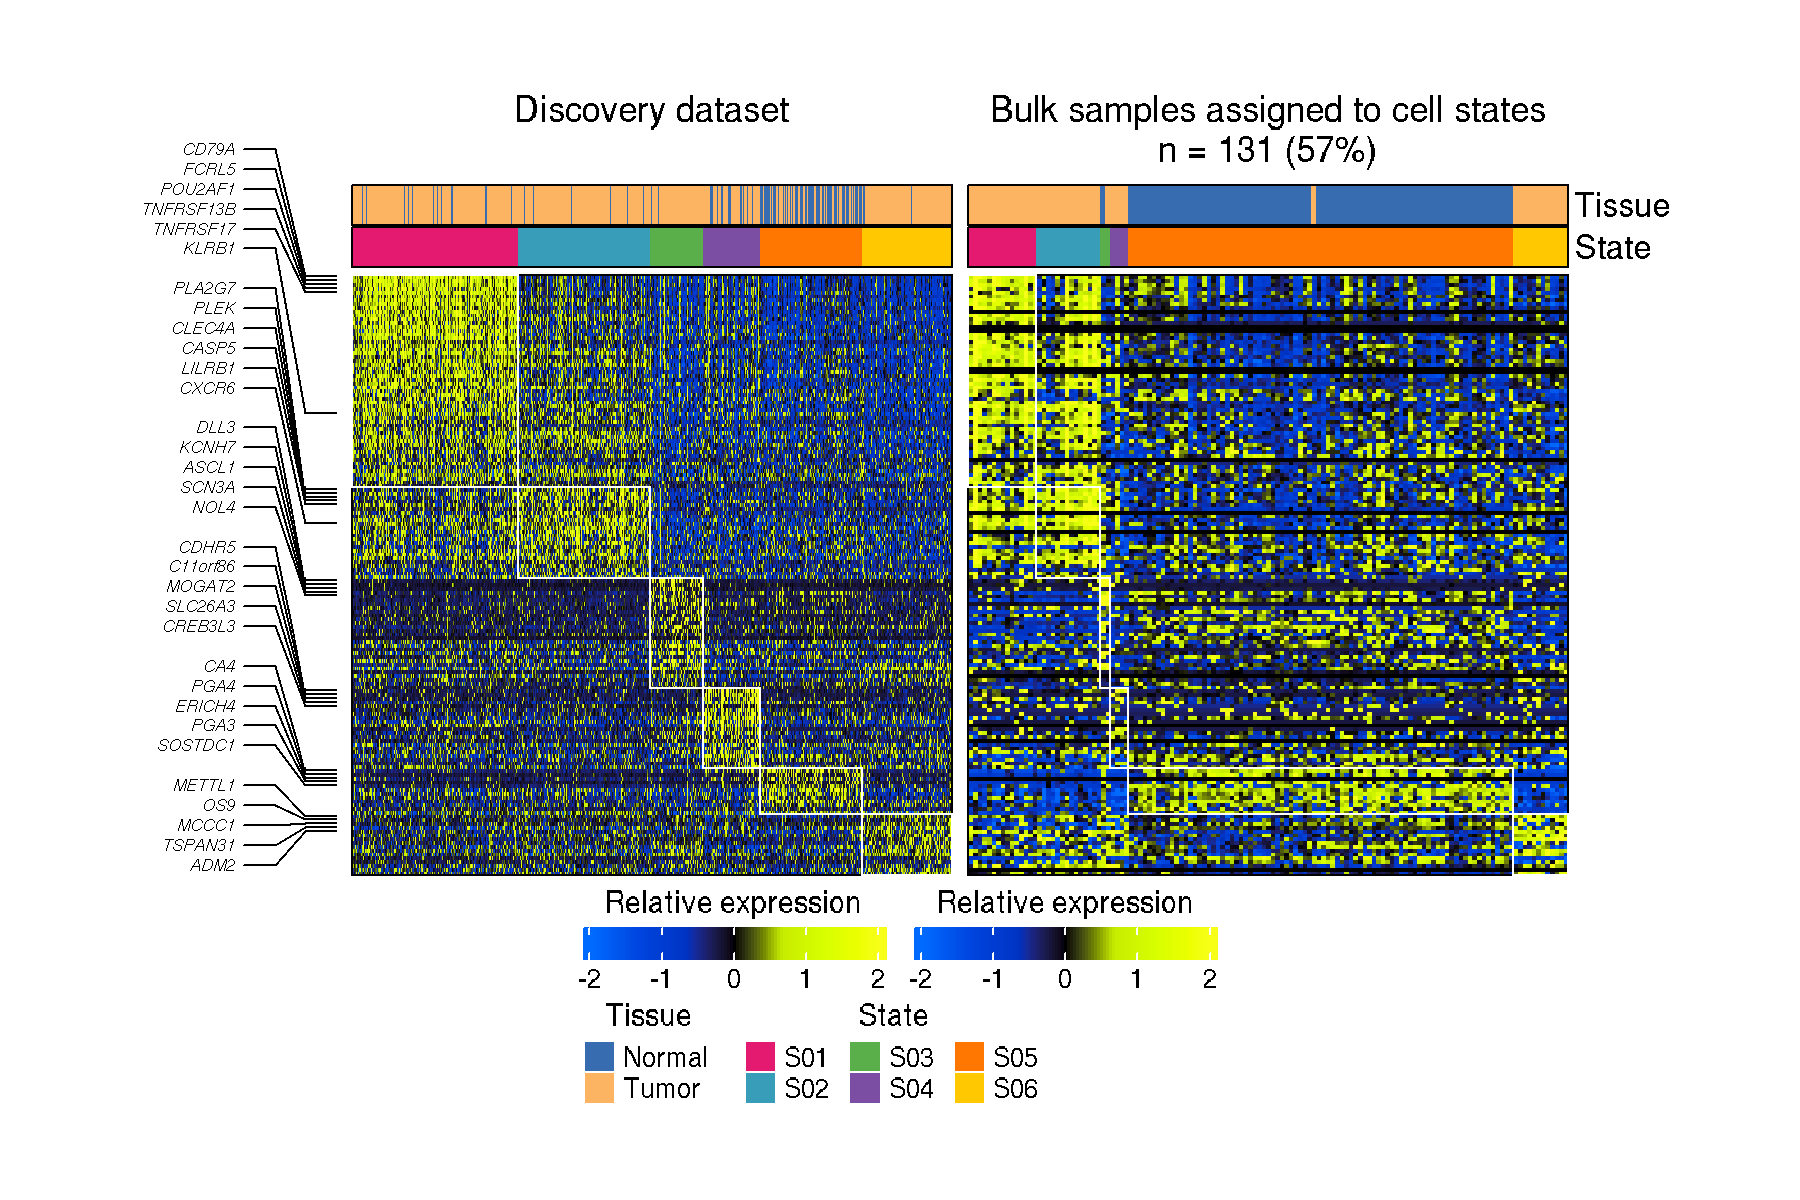 Discovery dataset
Bulk samples assigned to cell states
n = 131 (57%)
Tissue
State
CD79A
FCRL5
POU2AF1
TNFRSF13B
TNFRSF17
KLRB1
PLA2G7
PLEK
CLEC4A
CASP5
LILRB1
CXCR6
DLL3
KCNH7
ASCL1
SCN3A
NOL4
CDHR5
C11orf86
MOGAT2
SLC26A3
CREB3L3
CA4
PGA4
ERICH4
PGA3
SOSTDC1
METTL1
OS9
MCCC1
TSPAN31
ADM2
Relative expression Relative expression
-2 -1 0 1 2 -2 -1 0 1 2
Tissue State
Normal S01 S03 S05
Tumor S02 S04 S06